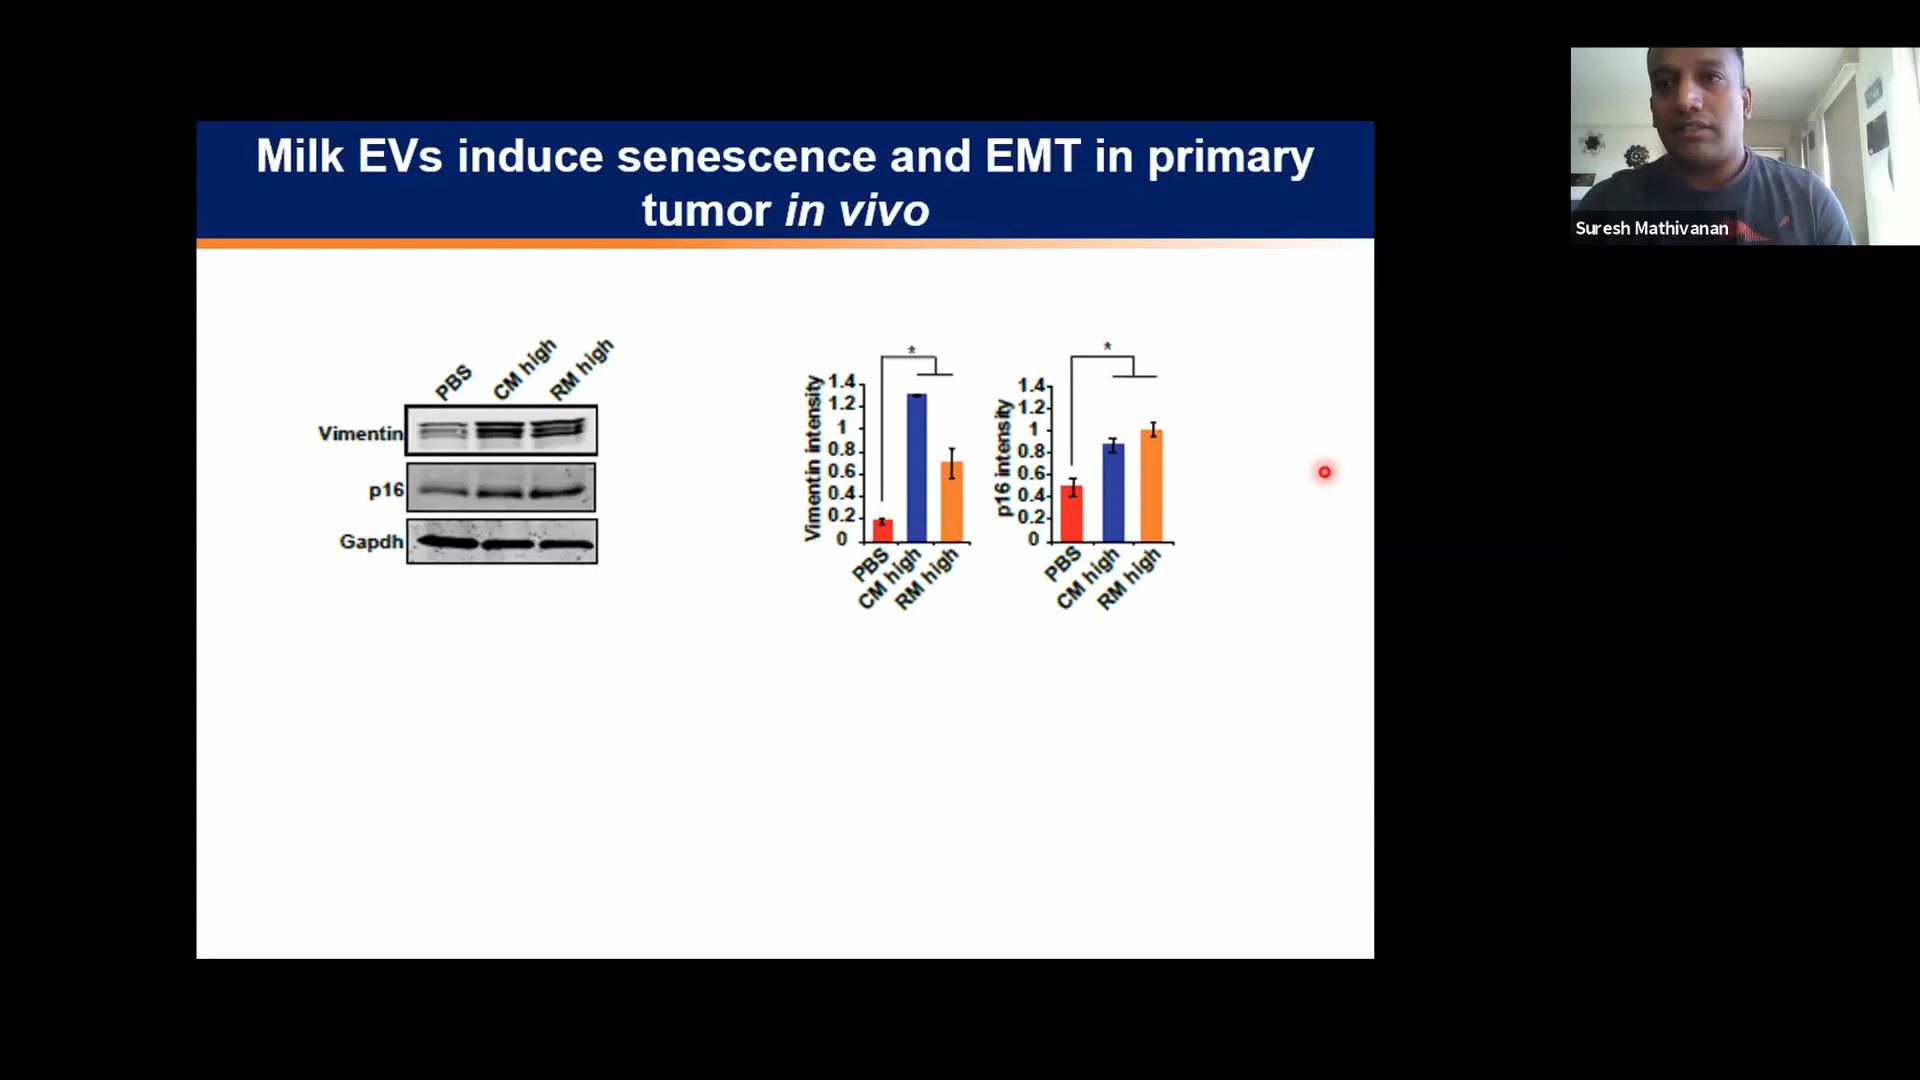 Milk EVs induce senescence and EMT in primary
tumor in vivo
Suresh Mathivanan
PBS
CM high
RM high
Vimentin
p16
Gapdh
*
Vimentin intensity
1.4
1.2
1
0.8
0.6
0.4
0.2
0
PBS
CM high
RM high
*
p16 intensity
1.4
1.2
1
0.8
0.6
0.4
0.2
0
PBS
CM high
RM high